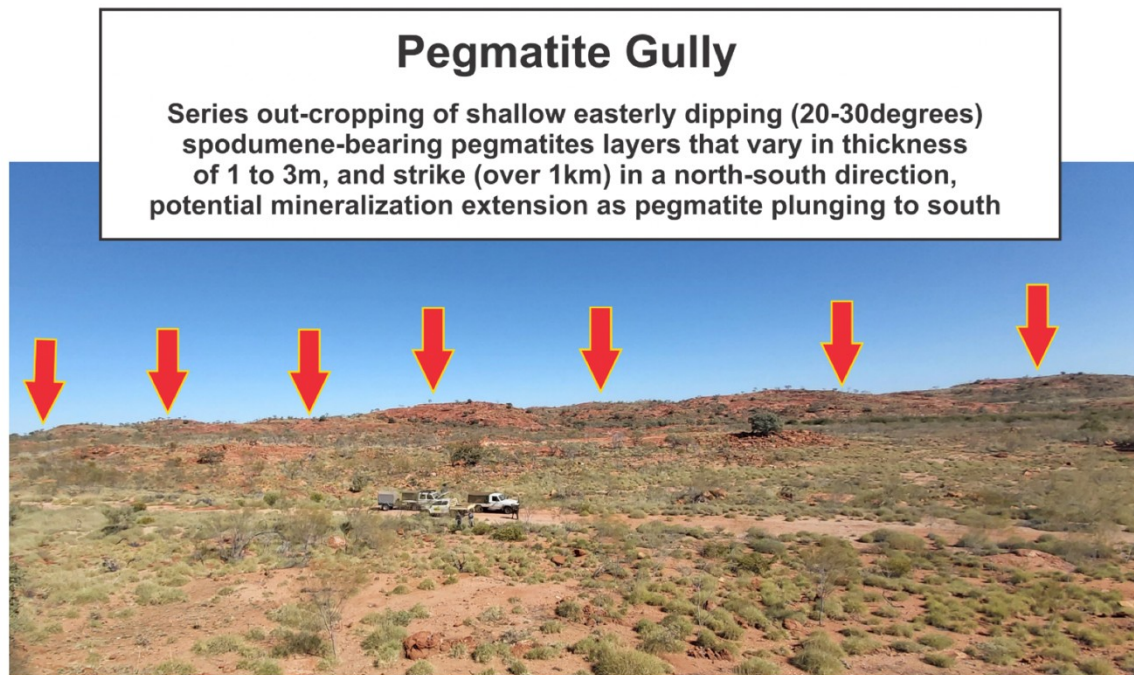 Pegmatite Gully
Series out-cropping of shallow easterly dipping (20-30degrees)
spodumene-bearing pegmatites layers that vary in thickness
of 1 to 3m, and strike (over 1km) in a north-south direction,
potential mineralization extension as pegmatite plunging to south